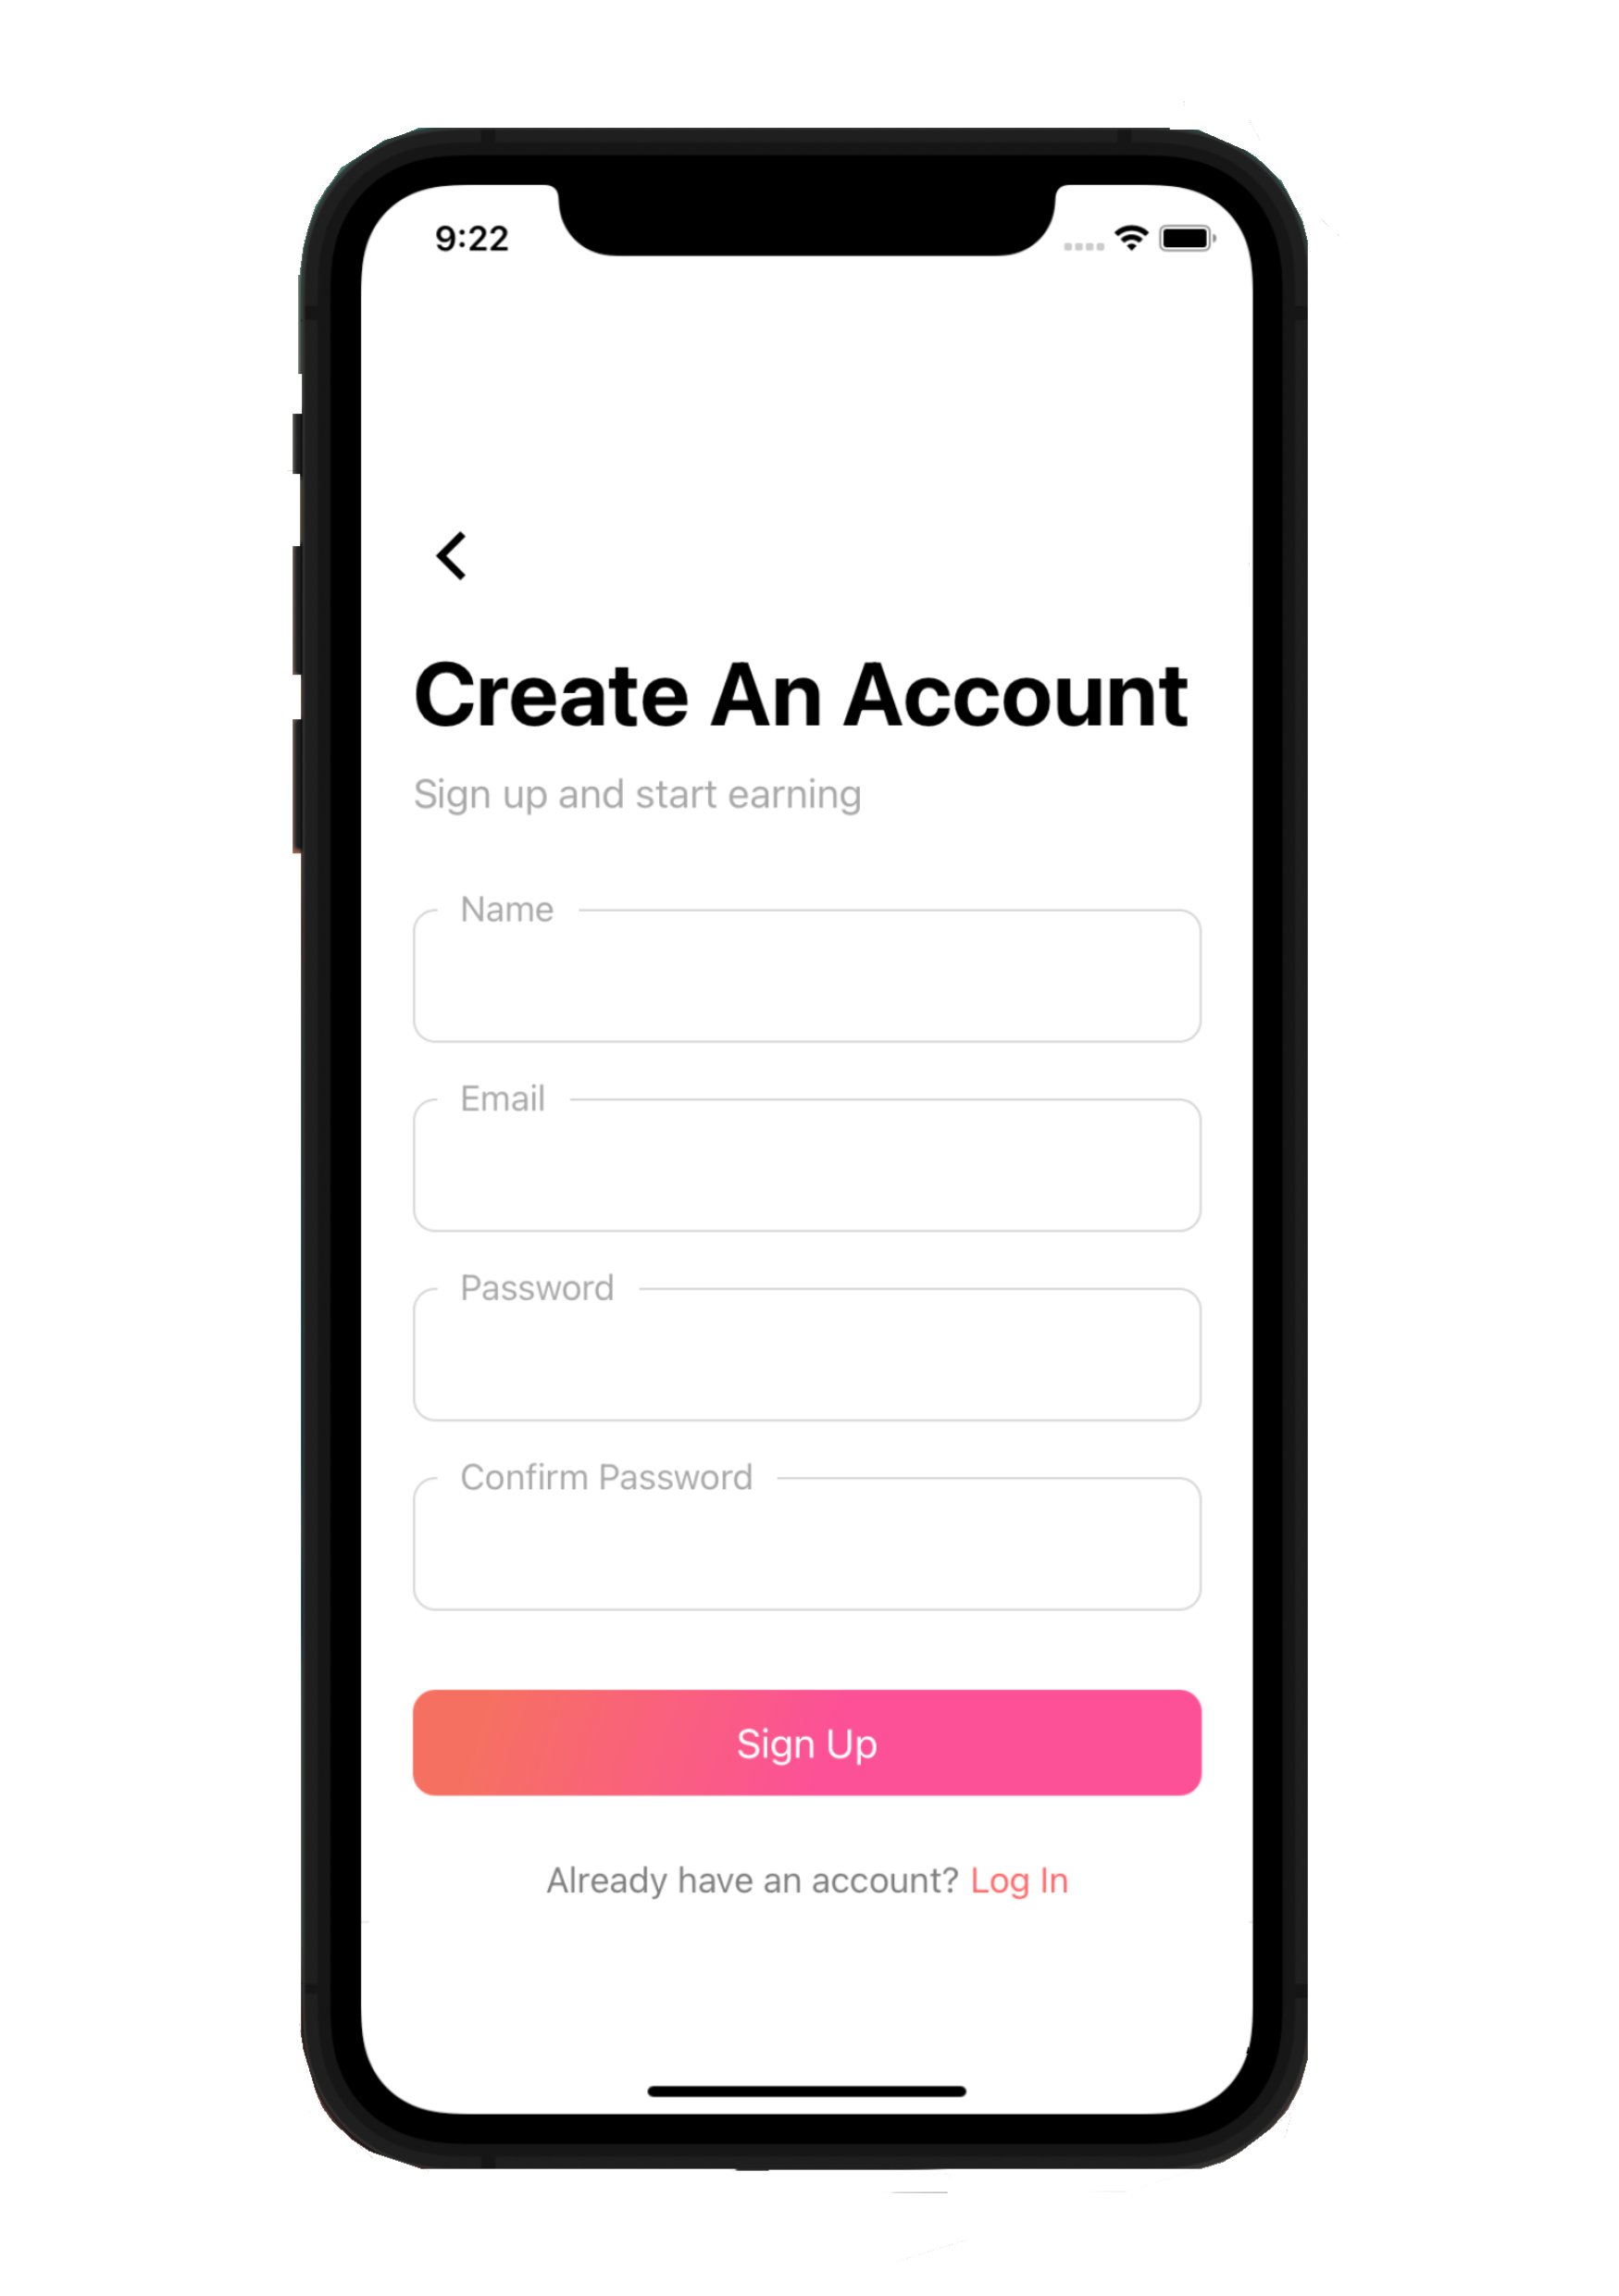 9:22
Create An Account
Sign up and start earning
Name
Email
Password
Confirm Password
Sign Up
Already have an account? Log In